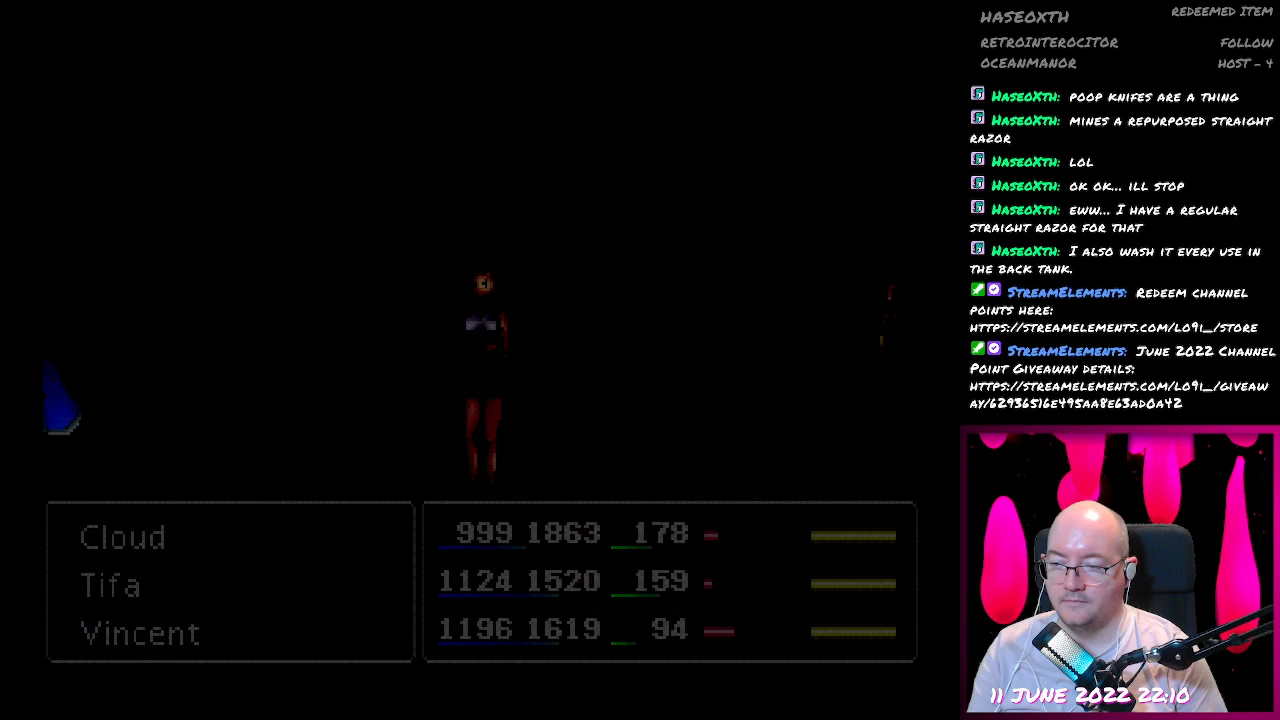 Cloud 999 1863 178
Tifa 1124 1520 159
Vincent 1196 1619 94
HASEOXTH REDEEMED ITEM
RETROINTEROCITOR FOLLOW
OCEANMANOR HOST - 4
HASEOXTH: POOP KNIFES ARE A THING
HASEOXTH: MINES A REPURPOSED STRAIGHT
RAZOR
HASEOXTH: LOL
HASEOXTH: OK OK... ILL STOP
HASEOXTH: EWW... I HAVE A REGULAR
STRAIGHT RAZOR FOR THAT
HASEOXTH: I ALSO WASH IT EVERY USE IN
THE BACK TANK.
STREAMELEMENTS: REDEEM CHANNEL
POINTS HERE:
HTTPS://STREAMELEMENTS.COM/LO9I_/STORE
STREAMELEMENTS: JUNE 2022 CHANNEL
POINT GIVEAWAY DETAILS:
HTTPS://STREAMELEMENTS.COM/LO9I_/GIVEAW
AY/62936516E495AA8E63AD0A42
11 JUNE 2022 22:10